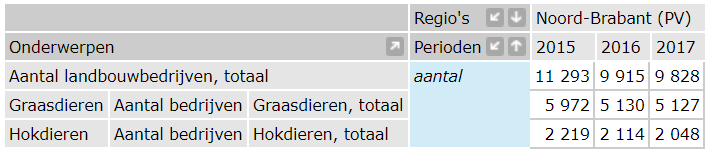 Regio's Noord-Brabant (PV)
Onderwerpen Perioden 2015 2016 2017
Aantal landbouwbedrijven, totaal aantal 11 293 9 915 9 828
Graasdieren Aantal bedrijven Graasdieren, totaal 5 972 5 130 5 127
Hokdieren Aantal bedrijven Hokdieren, totaal 2 219 2 114 2 048